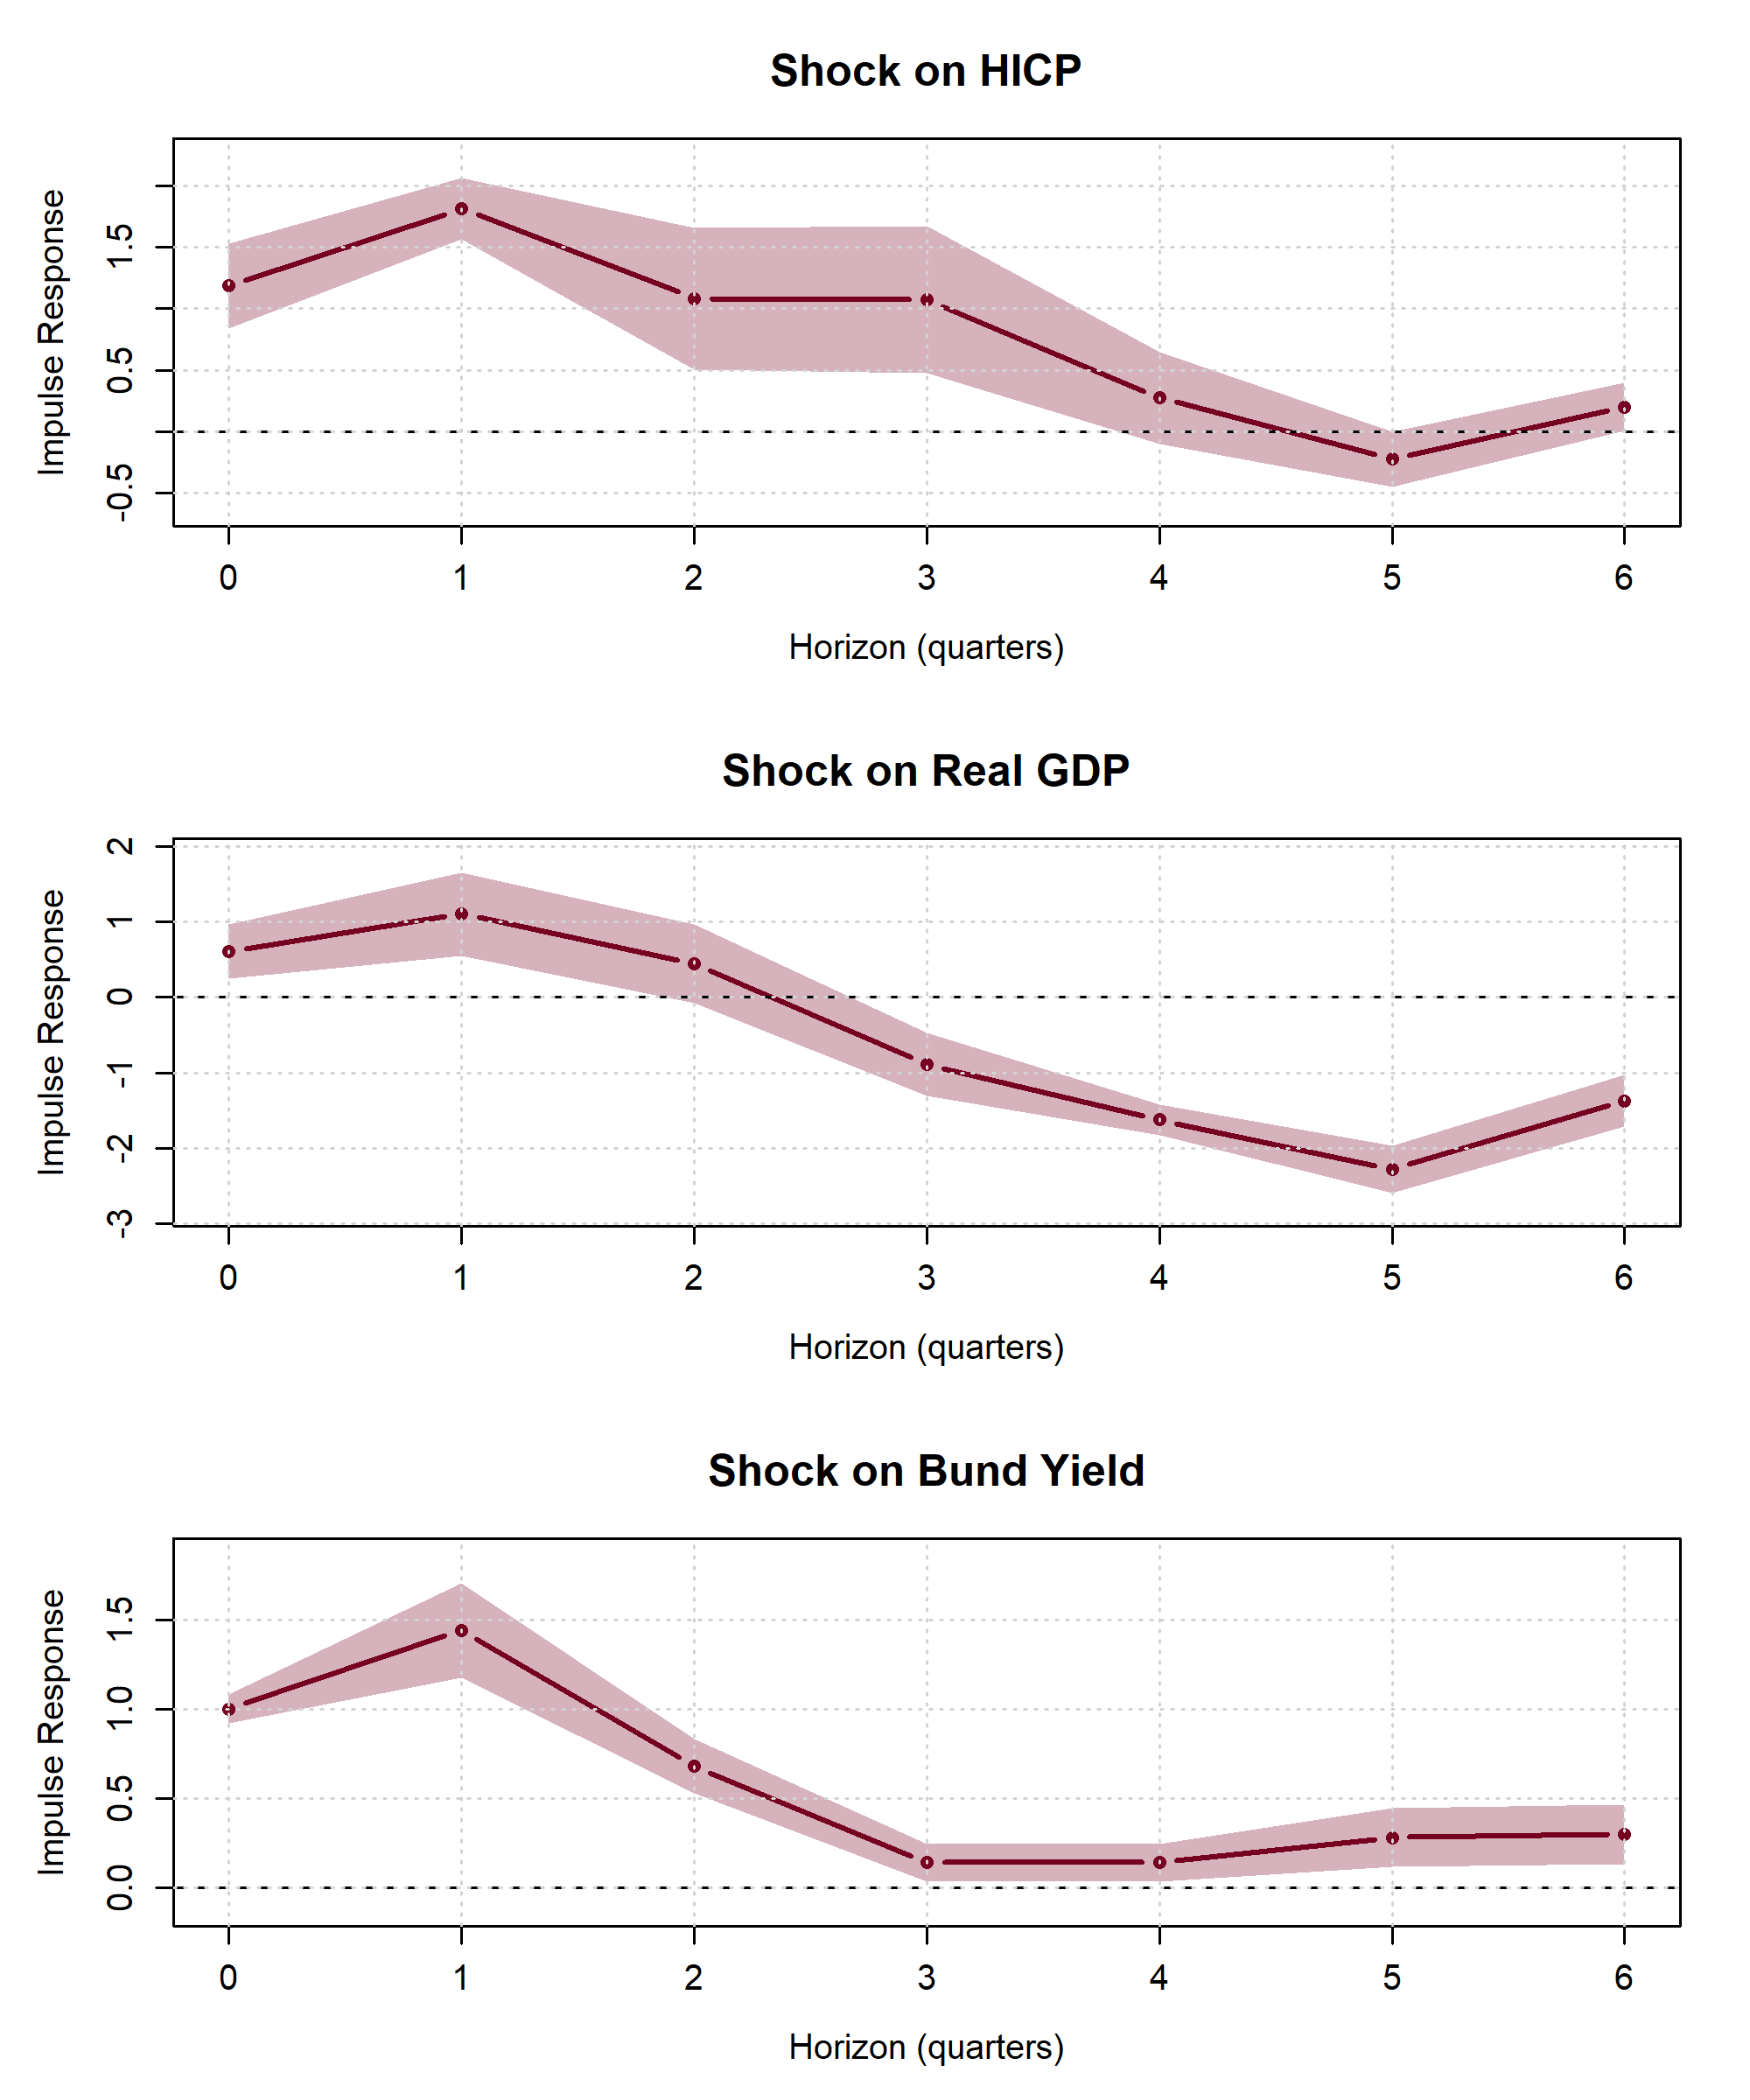 Shock on HICP
Impulse Response
1.5
0.5
-0.5
0 1 2 3 4 5 6
Horizon (quarters)
Shock on Real GDP
Impulse Response
2
1
0
-1
-2
-3
0 1 2 3 4 5 6
Horizon (quarters)
Shock on Bund Yield
Impulse Response
1.5
1.0
0.5
0.0
0 1 2 3 4 5 6
Horizon (quarters)